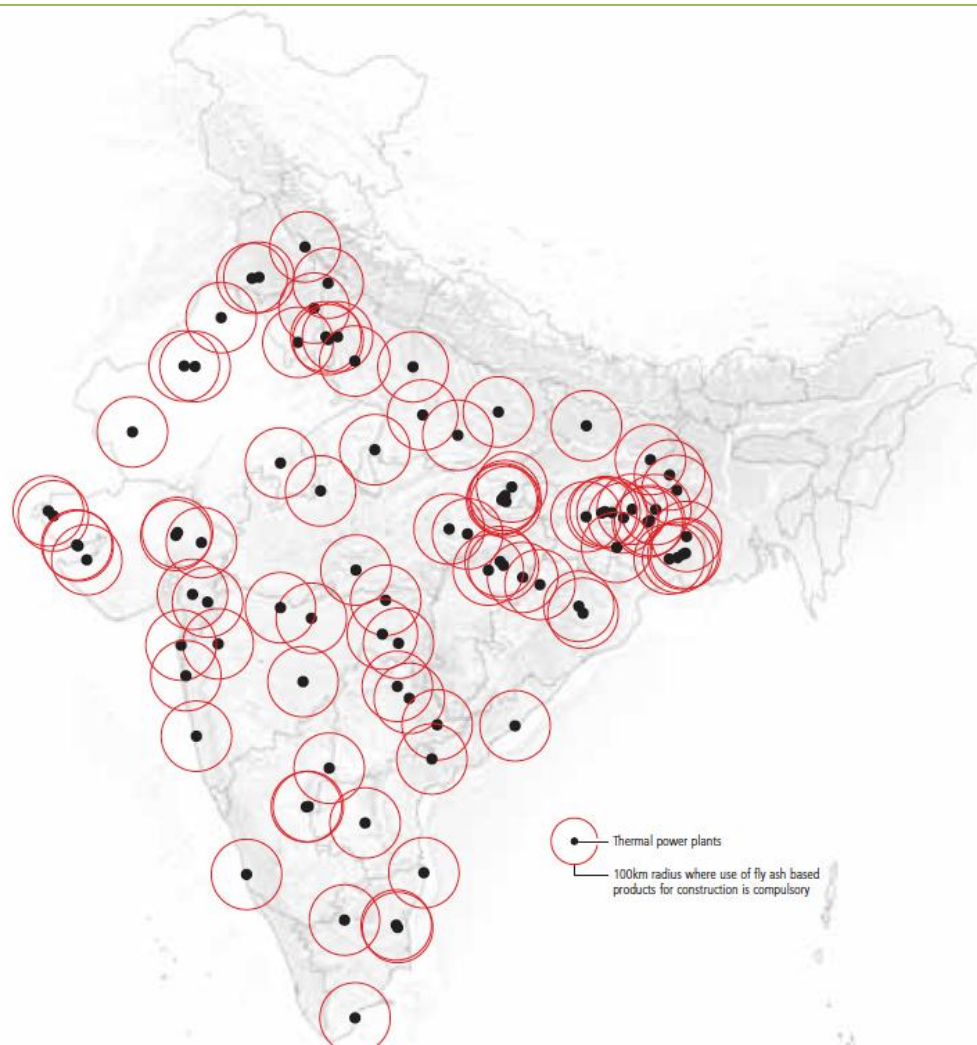 Thermal power plants
100km radius where use of fly ash based
products for construction is compulsory